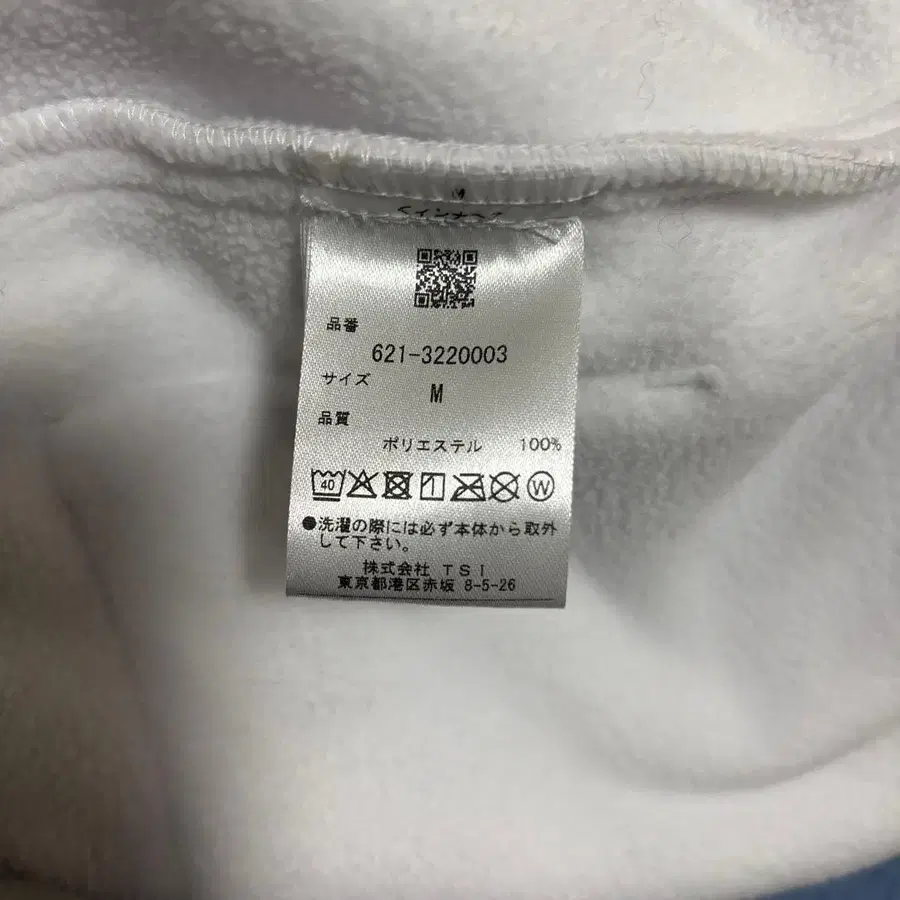 品番
621-3220003
サイズ
M
品質
ポリエステル 100%
40
W
●洗濯の際には必ず本体から取外
して下さい。
株式会社 TSI
東京都港区赤坂 8-5-26